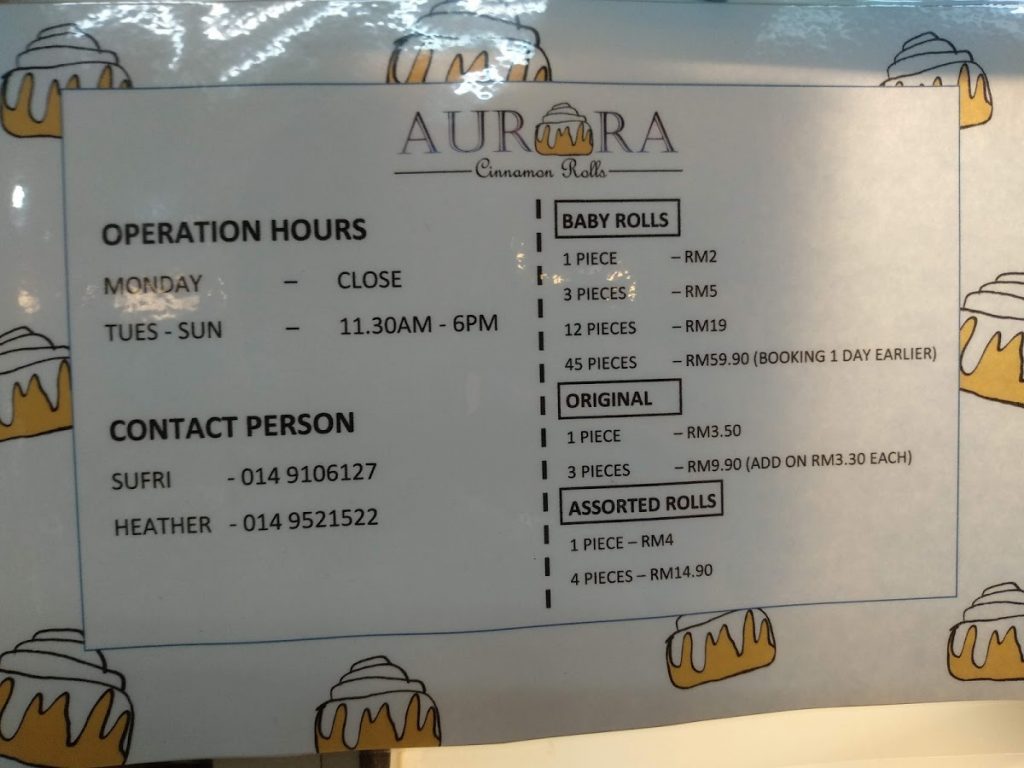 AURORA
Cinnamon Rolls
OPERATION HOURS
MONDAY – CLOSE
TUES - SUN – 11.30AM - 6PM
CONTACT PERSON
SUFRI - 014 9106127
HEATHER - 014 9521522
BABY ROLLS
1 PIECE – RM2
3 PIECES – RM5
12 PIECES – RM19
45 PIECES – RM59.90 (BOOKING 1 DAY EARLIER)
ORIGINAL
1 PIECE – RM3.50
3 PIECES – RM9.90 (ADD ON RM3.30 EACH)
ASSORTED ROLLS
1 PIECE – RM4
4 PIECES – RM14.90